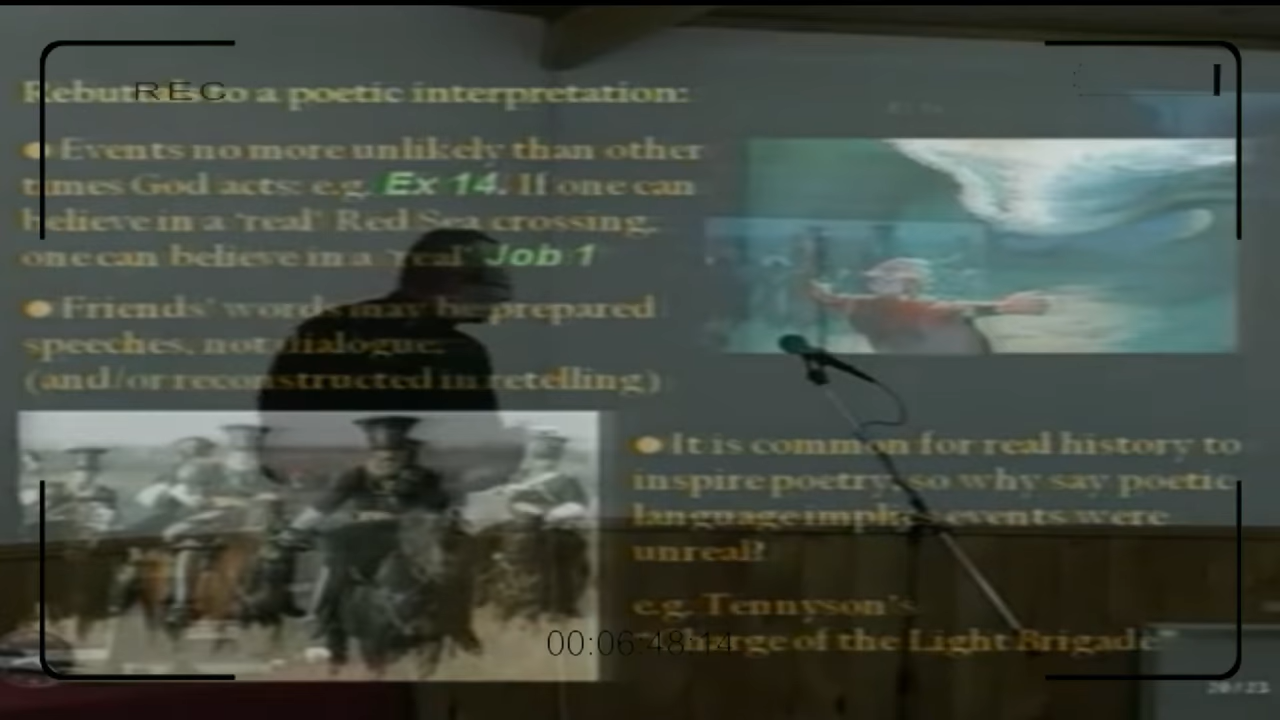 Rebuttals to a poetic interpretation:
REC
● Events no more unlikely than other
times God acts: e.g. Ex 14. If one can
believe in a 'real' Red Sea crossing,
one can believe in a 'real' Job 1
● Friends' words may be prepared
speeches, not dialogue.
(and/or reconstructed in retelling)
● It is common for real history to
inspire poetry, so why say poetic
language implies events were
unreal?
e.g. Tennyson's
"Charge of the Light Brigade"
00:06:48:14
20/23